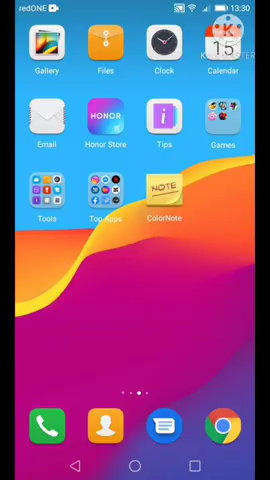 redONE 13:30
15
Gallery Files Clock Calendar
HONOR
i
Email Honor Store Tips Games
NOTE
Tools Top Apps ColorNote